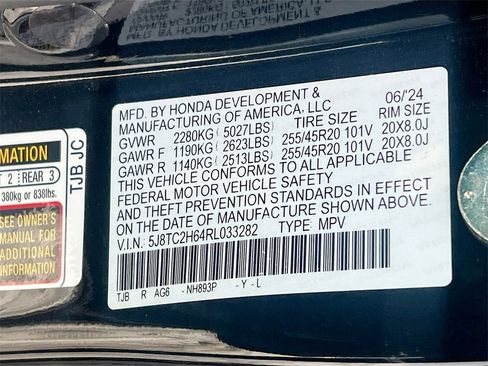 MFD. BY HONDA DEVELOPMENT & 06/'24
MANUFACTURING OF AMERICA, LLC
TIRE SIZE RIM SIZE
GVWR 2280KG (5027LBS)
GAWR F 1190KG (2623LBS) 255/45R20 101V 20X8.0J
GAWR R 1140KG (2513LBS) 255/45R20 101V 20X8.0J
THIS VEHICLE CONFORMS TO ALL APPLICABLE
FEDERAL MOTOR VEHICLE SAFETY
AND THEFT PREVENTION STANDARDS IN EFFECT
ON THE DATE OF MANUFACTURE SHOWN ABOVE.
V.I.N.: 5J8TC2H64RL033282 TYPE: MPV
TJB R AG6 -NH893P -Y-L
TJB JC
MATION
T 2 REAR 3
380kg or 838lbs.
SEE OWNER'S
MANUAL FOR
ADDITIONAL
INFORMATION